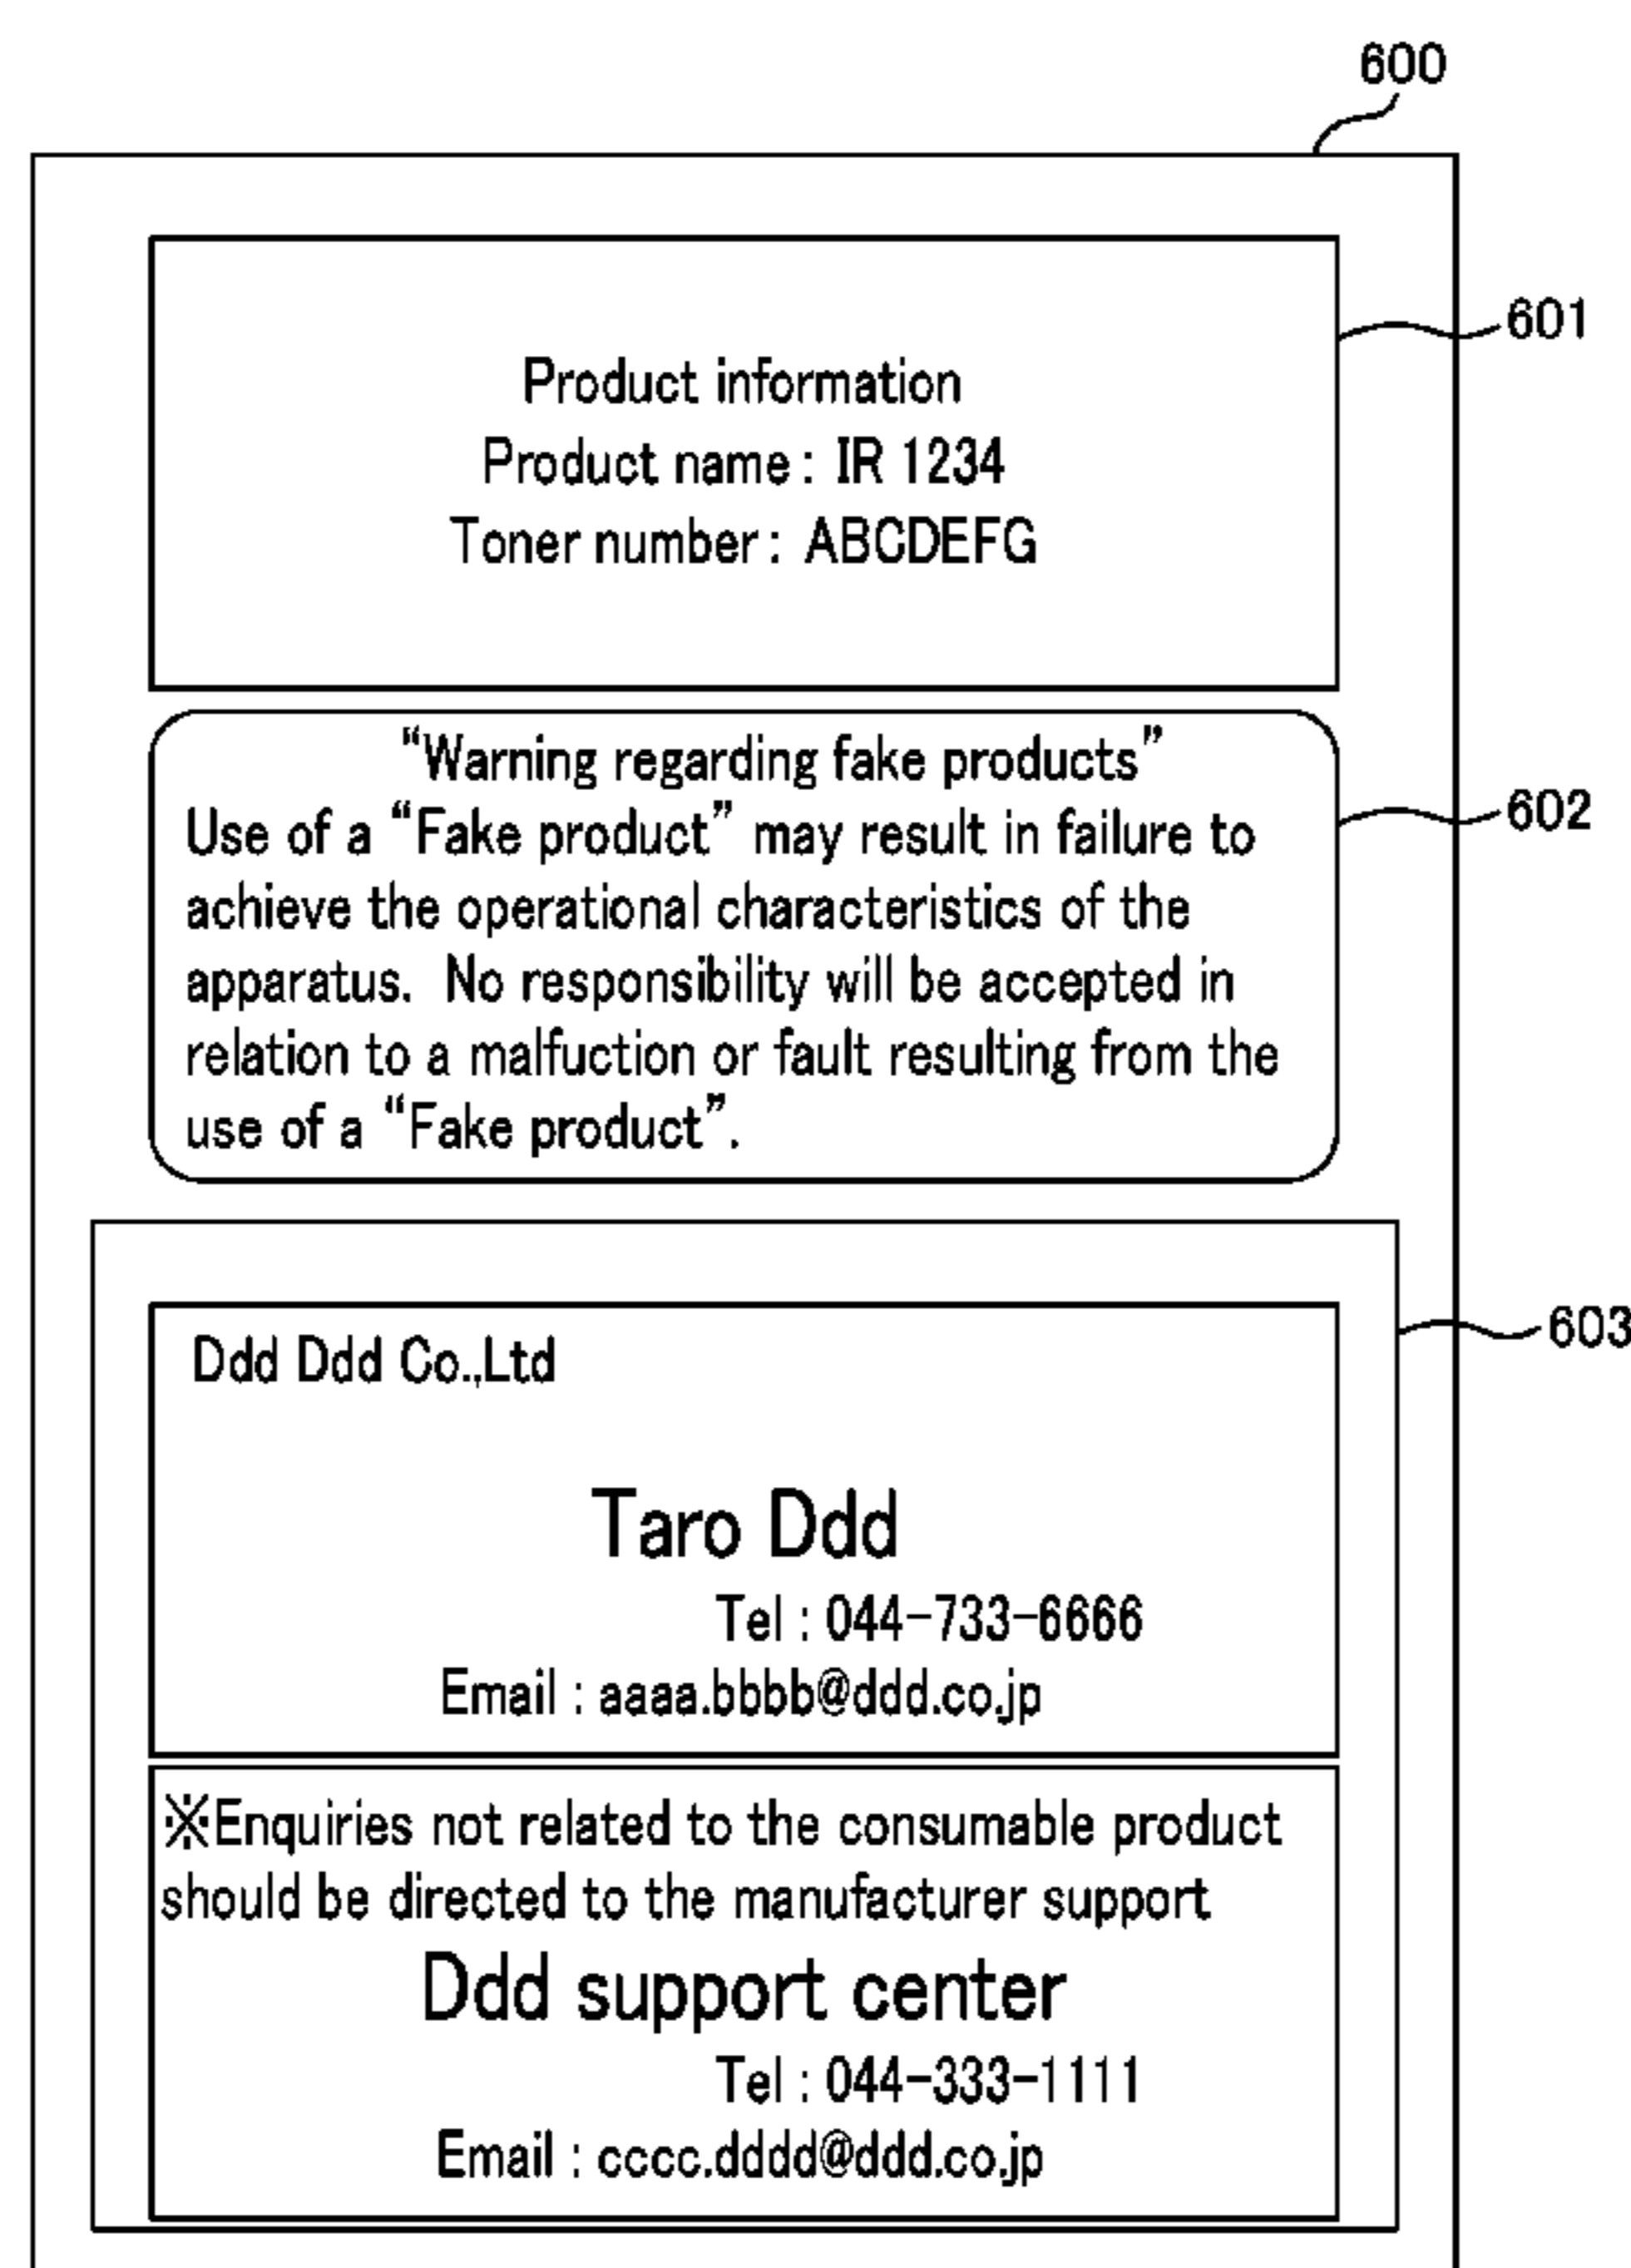 600
601
Product information
Product name : IR 1234
Toner number : ABCDEFG
602
“Warning regarding fake products”
Use of a “Fake product” may result in failure to
achieve the operational characteristics of the
apparatus. No responsibility will be accepted in
relation to a malfuction or fault resulting from the
use of a “Fake product”.
603
Ddd Ddd Co.,Ltd
Taro Ddd
Tel : 044-733-6666
Email : aaaa.bbbb@ddd.co.jp
※Enquiries not related to the consumable product
should be directed to the manufacturer support
Ddd support center
Tel : 044-333-1111
Email : cccc.dddd@ddd.co.jp